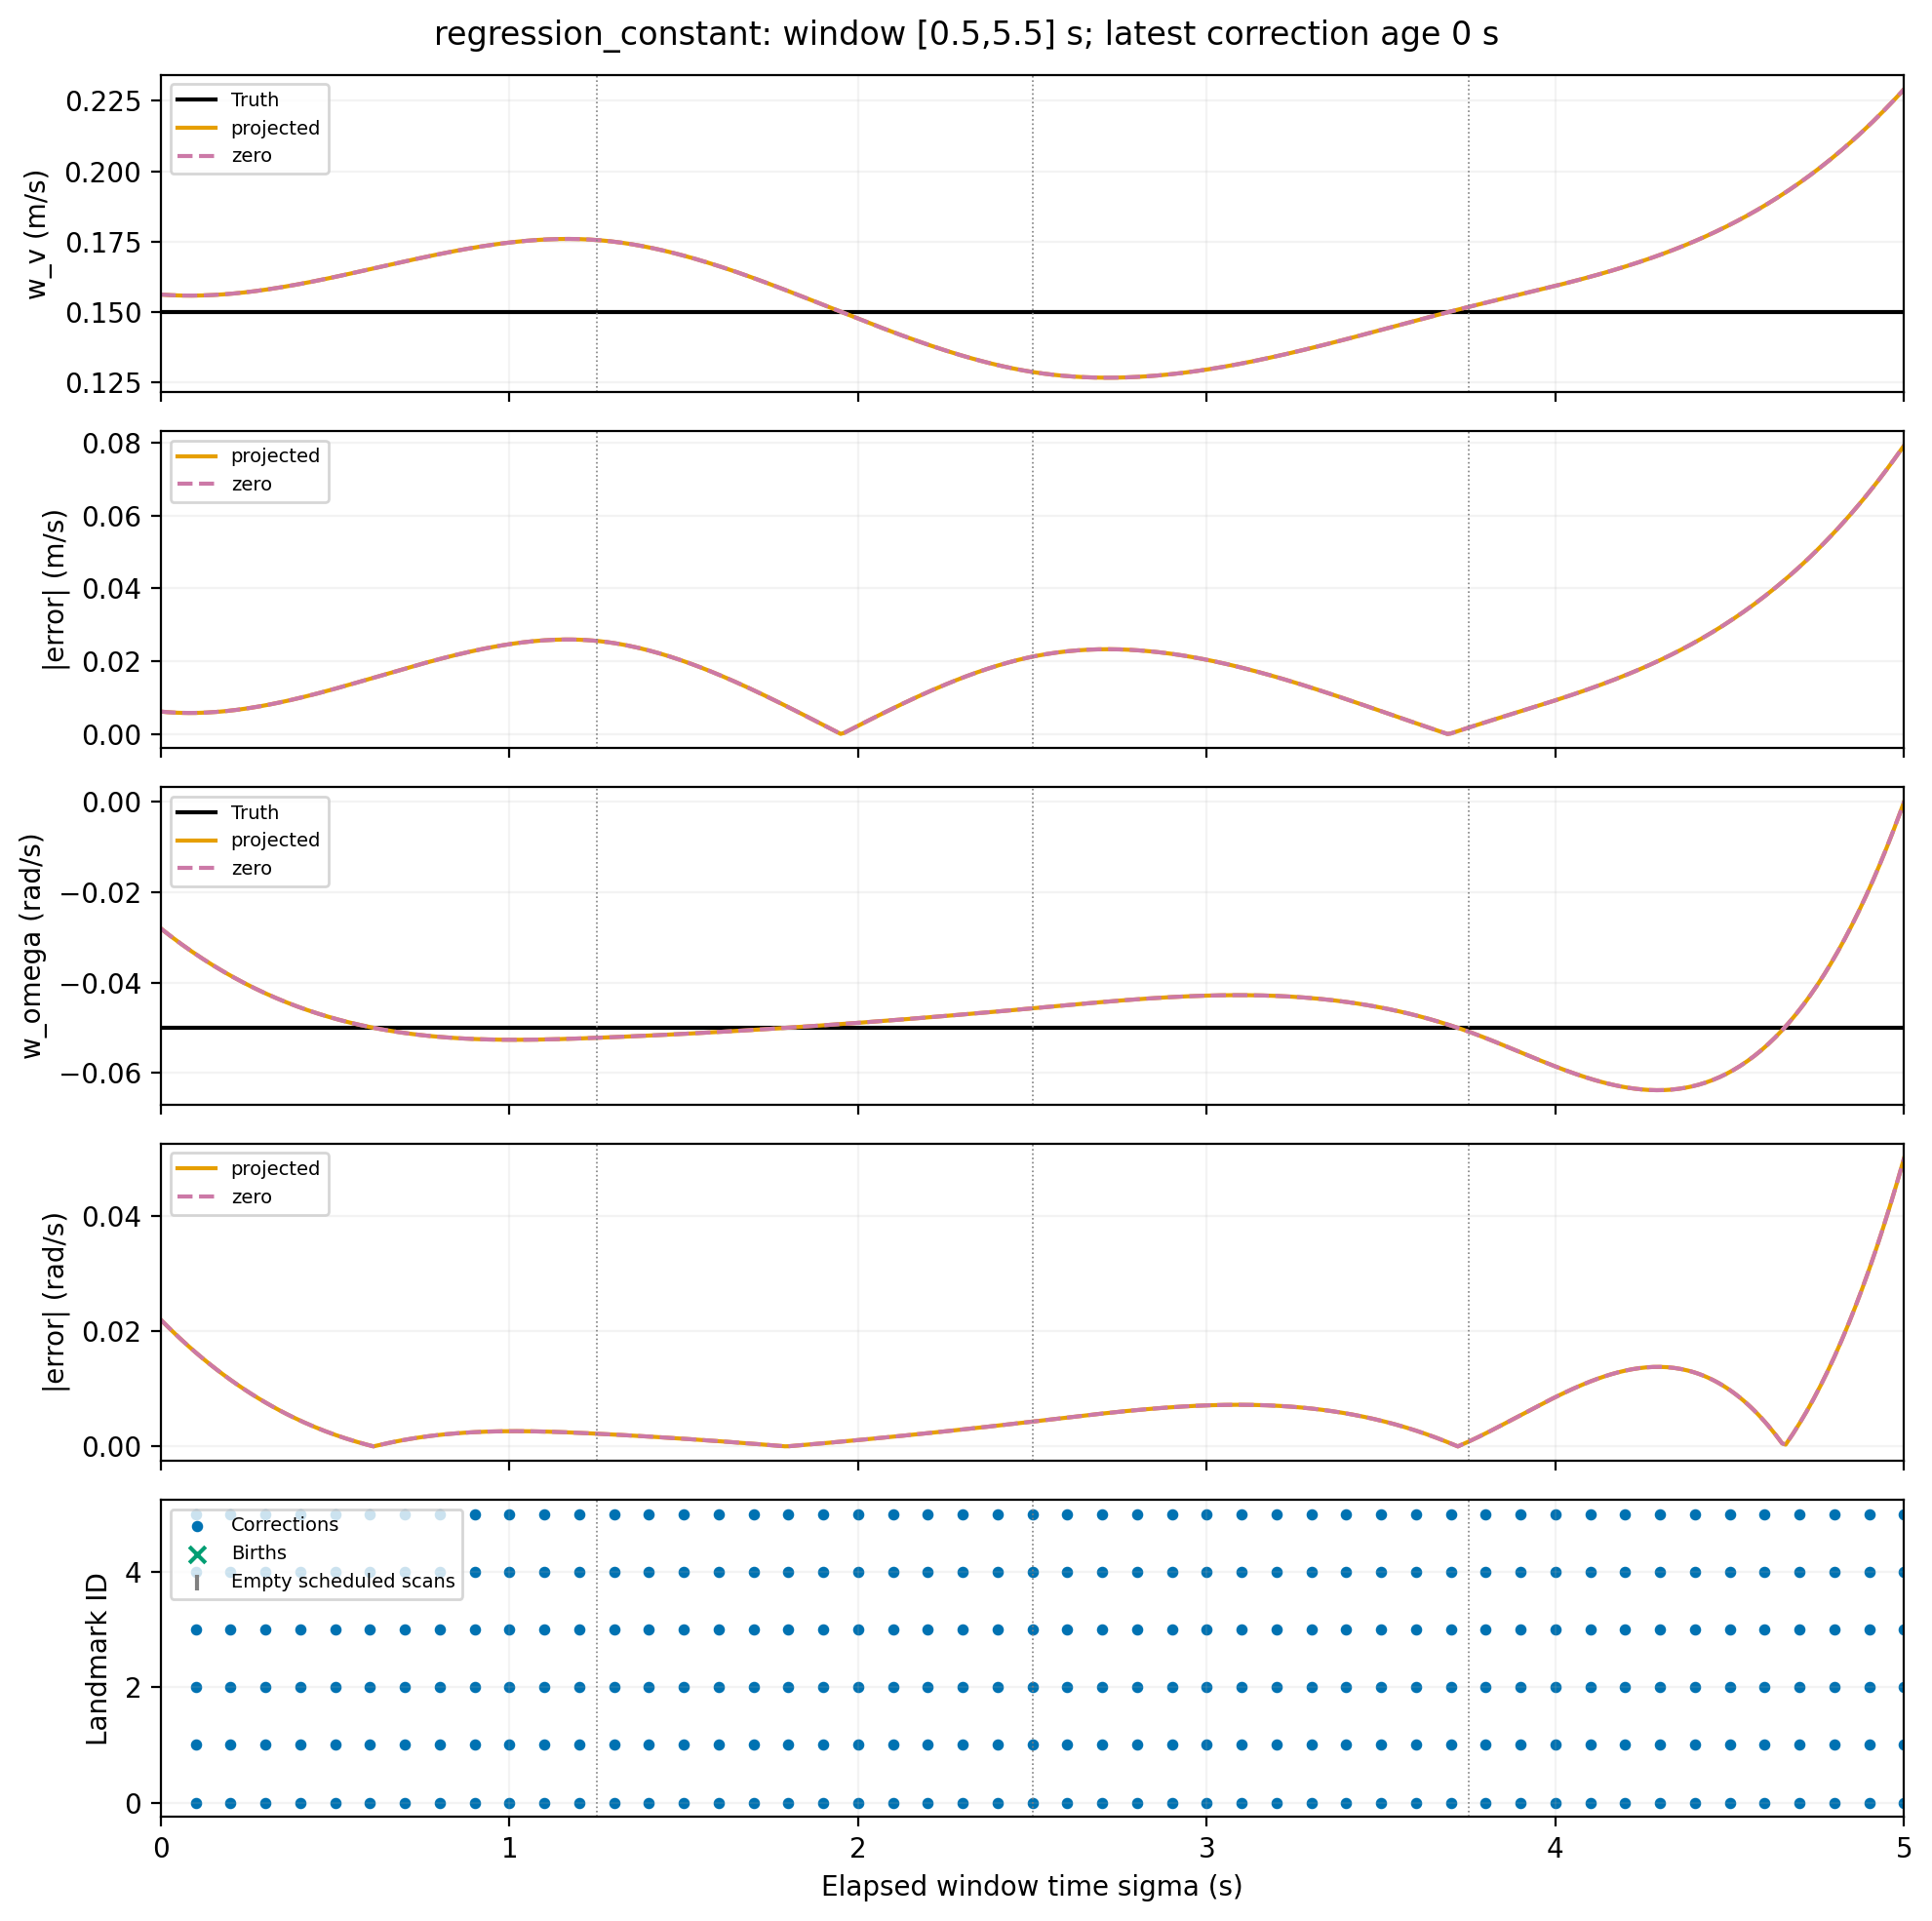 regression_constant: window [0.5,5.5] s; latest correction age 0 s
w_v (m/s)
0.225
0.200
0.175
0.150
0.125
Truth
projected
zero
|error| (m/s)
0.08
0.06
0.04
0.02
0.00
projected
zero
w_omega (rad/s)
0.00
−0.02
−0.04
−0.06
Truth
projected
zero
|error| (rad/s)
0.04
0.02
0.00
projected
zero
Landmark ID
4
2
0
Corrections
Births
Empty scheduled scans
0 1 2 3 4 5
Elapsed window time sigma (s)